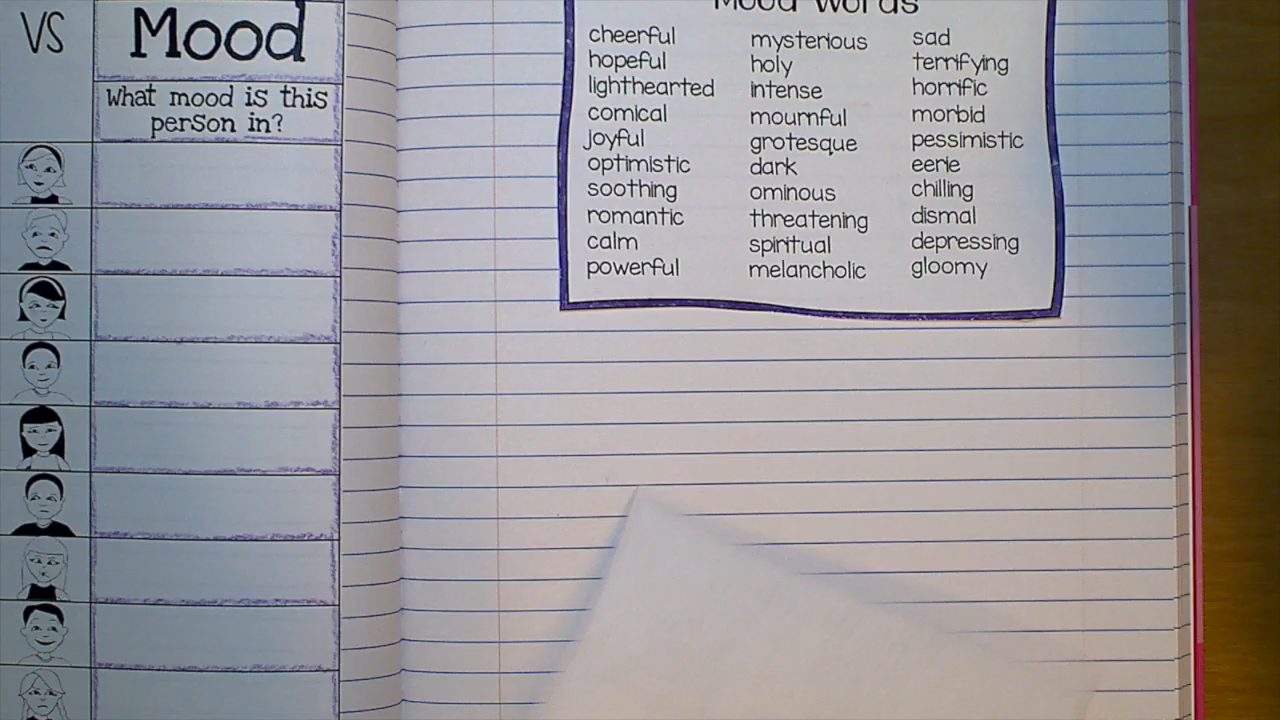 VS
Mood
What mood is this
person in?
Mood Words
cheerful
hopeful
lighthearted
comical
joyful
optimistic
soothing
romantic
calm
powerful
mysterious
holy
intense
mournful
grotesque
dark
ominous
threatening
spiritual
melancholic
sad
terrifying
horrific
morbid
pessimistic
eerie
chilling
dismal
depressing
gloomy